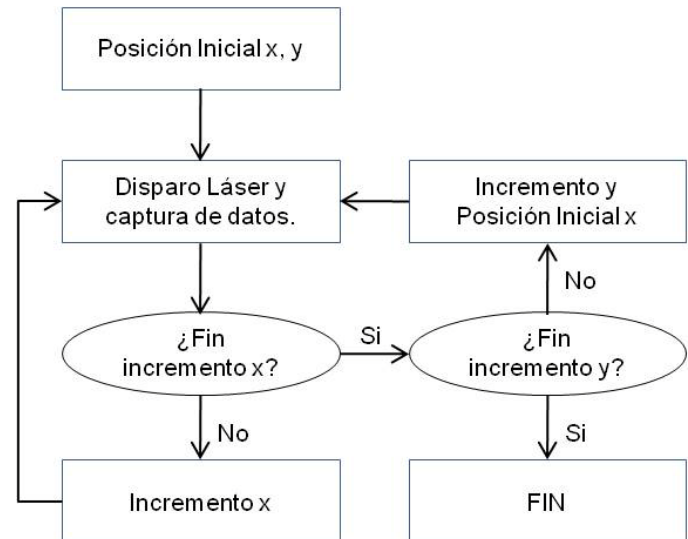 Posición Inicial x, y
Disparo Láser y
captura de datos.
Incremento y
Posición Inicial x
No
¿Fin
incremento x?
Si
¿Fin
incremento y?
No
Si
Incremento x
FIN